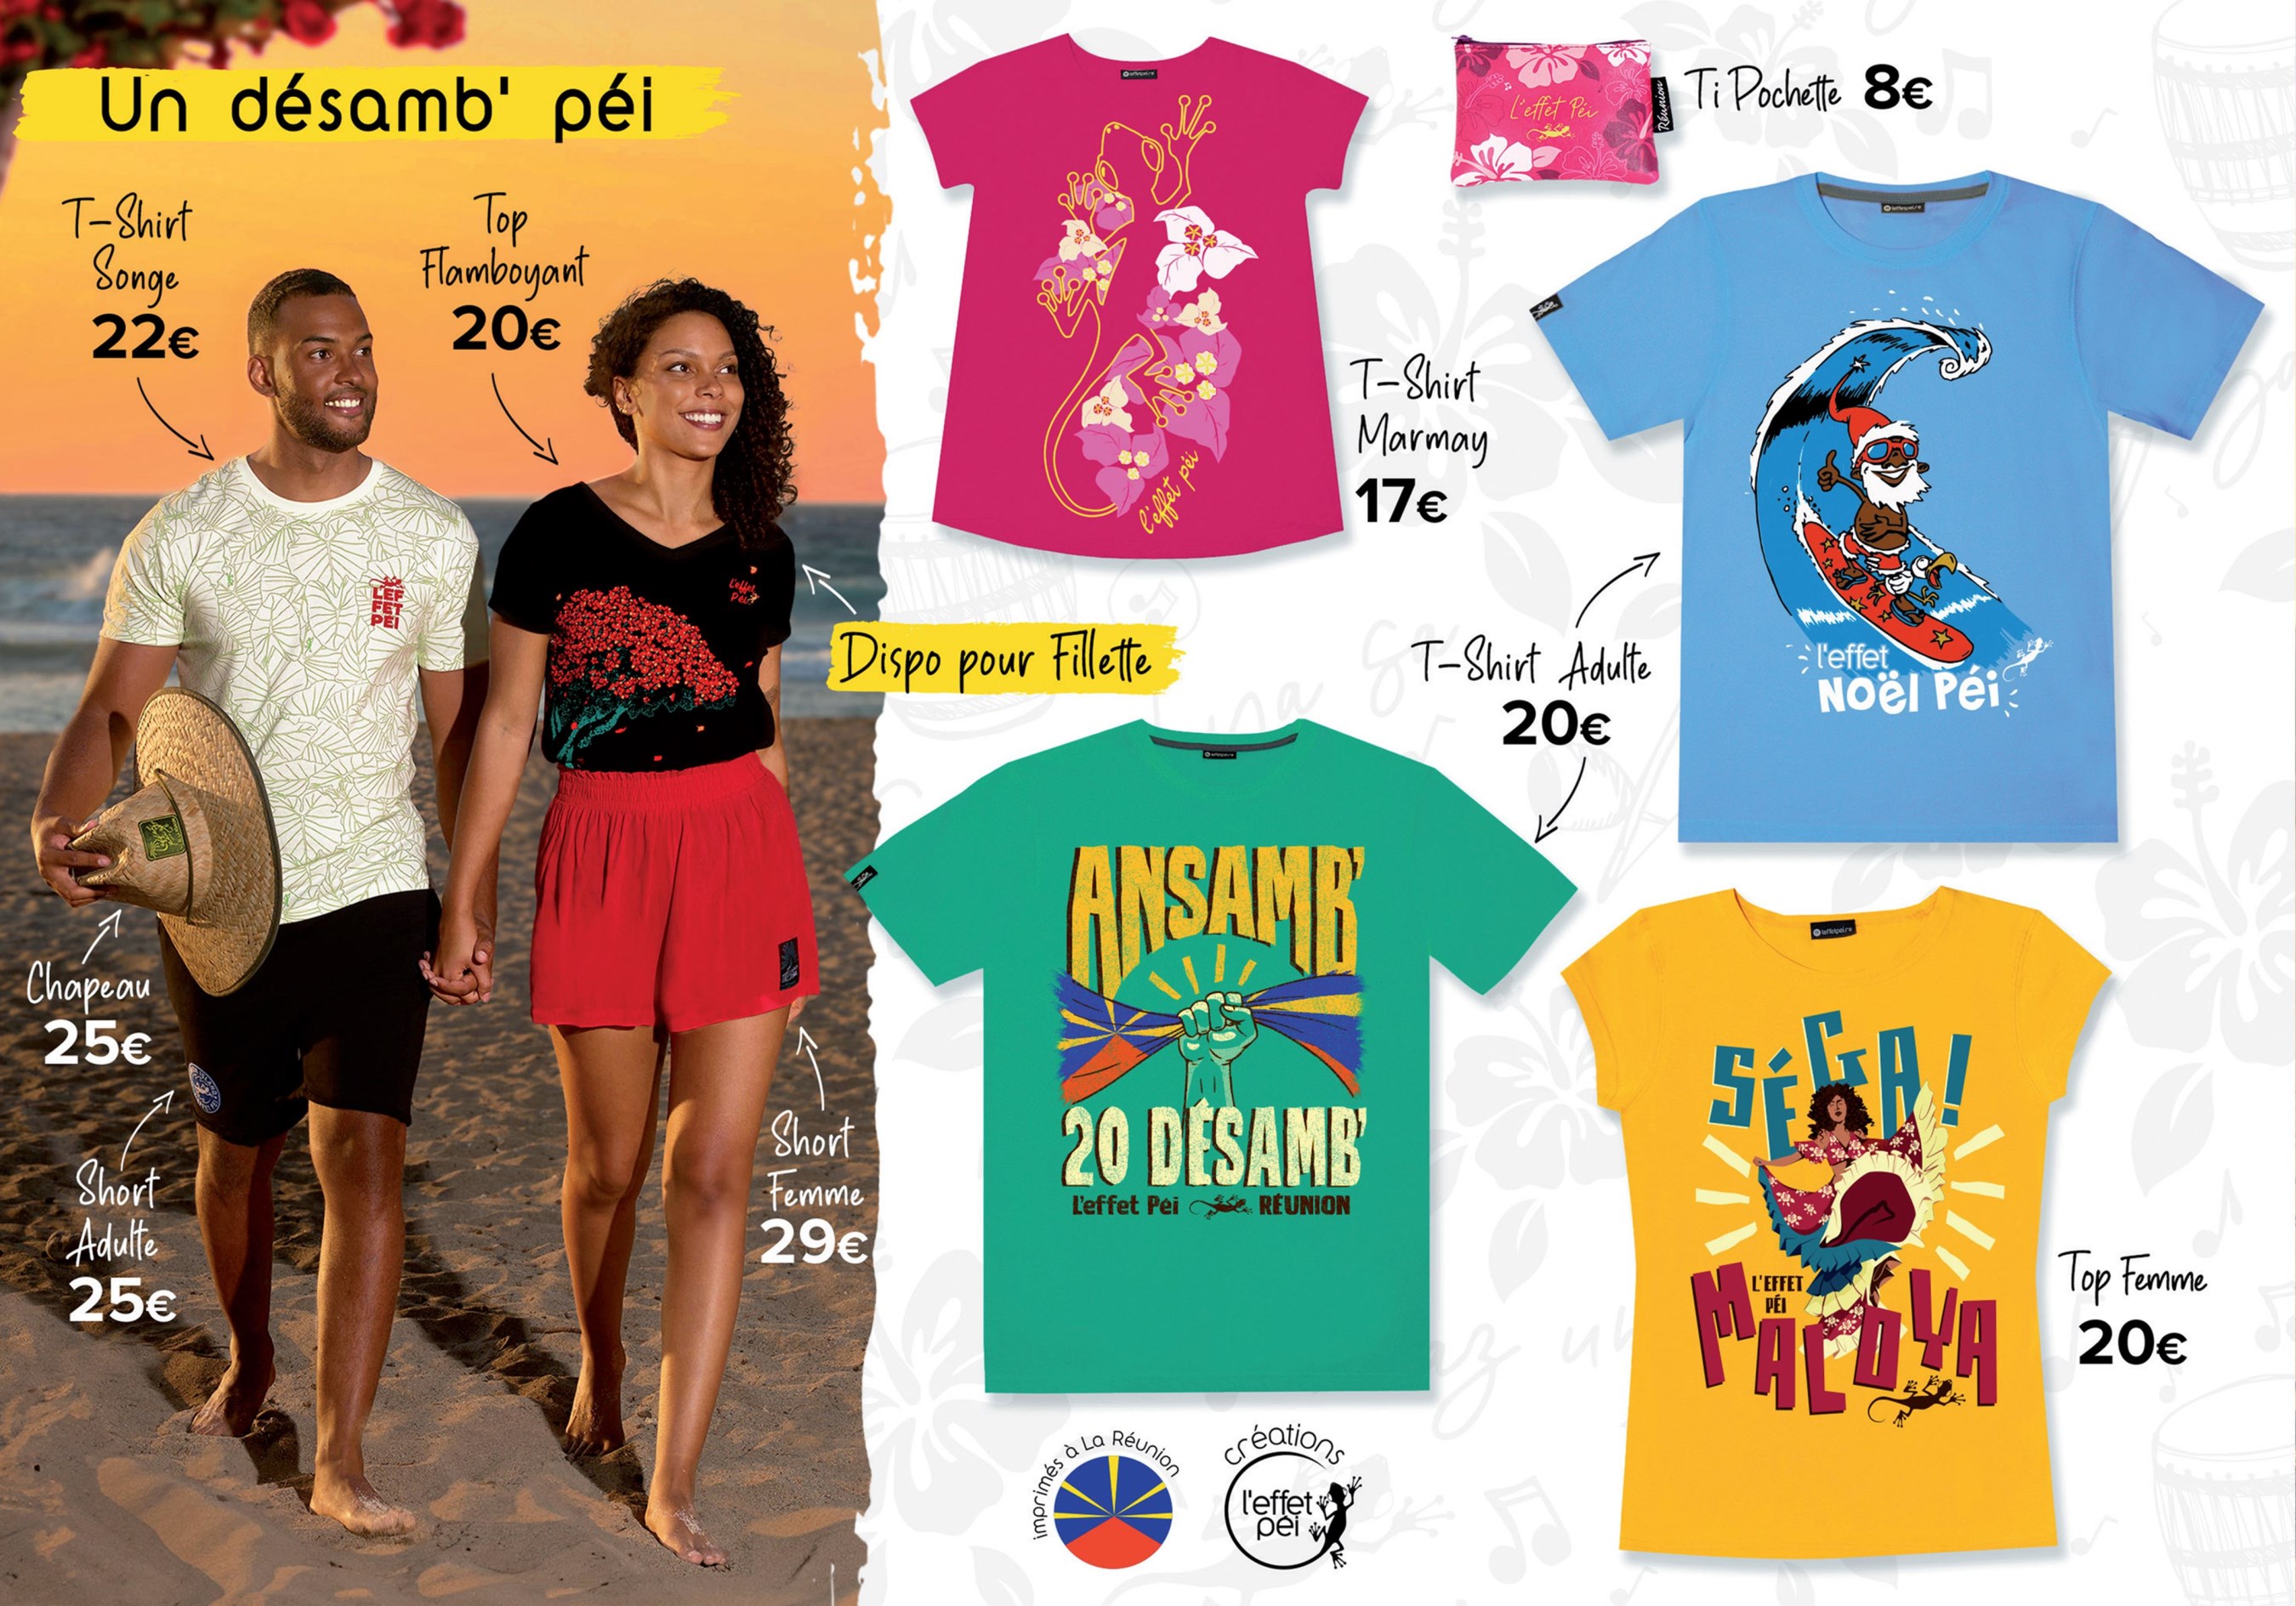 Un désamb' péi
T-Shirt
Songe
22€
Top
Flamboyant
20€
LEF
FET
PEI
L'effet
Péi
Chapeau
25€
Short
Adulte
25€
Short
Femme
29€
Dispo pour Fillette
l'effet péi
T-Shirt
Marmay
17€
L'effet Péi
Réunion
Ti Pochette 8€
T-Shirt Adulte
20€
l'effet
NOël Péi
ANSAMB'
20 DÉSAMB'
L'effet Péi RÉUNION
SÉGA!
L'EFFET
PÉI
MALOYA
Top Femme
20€
imprimés à La Réunion
créations
l'effet
péi